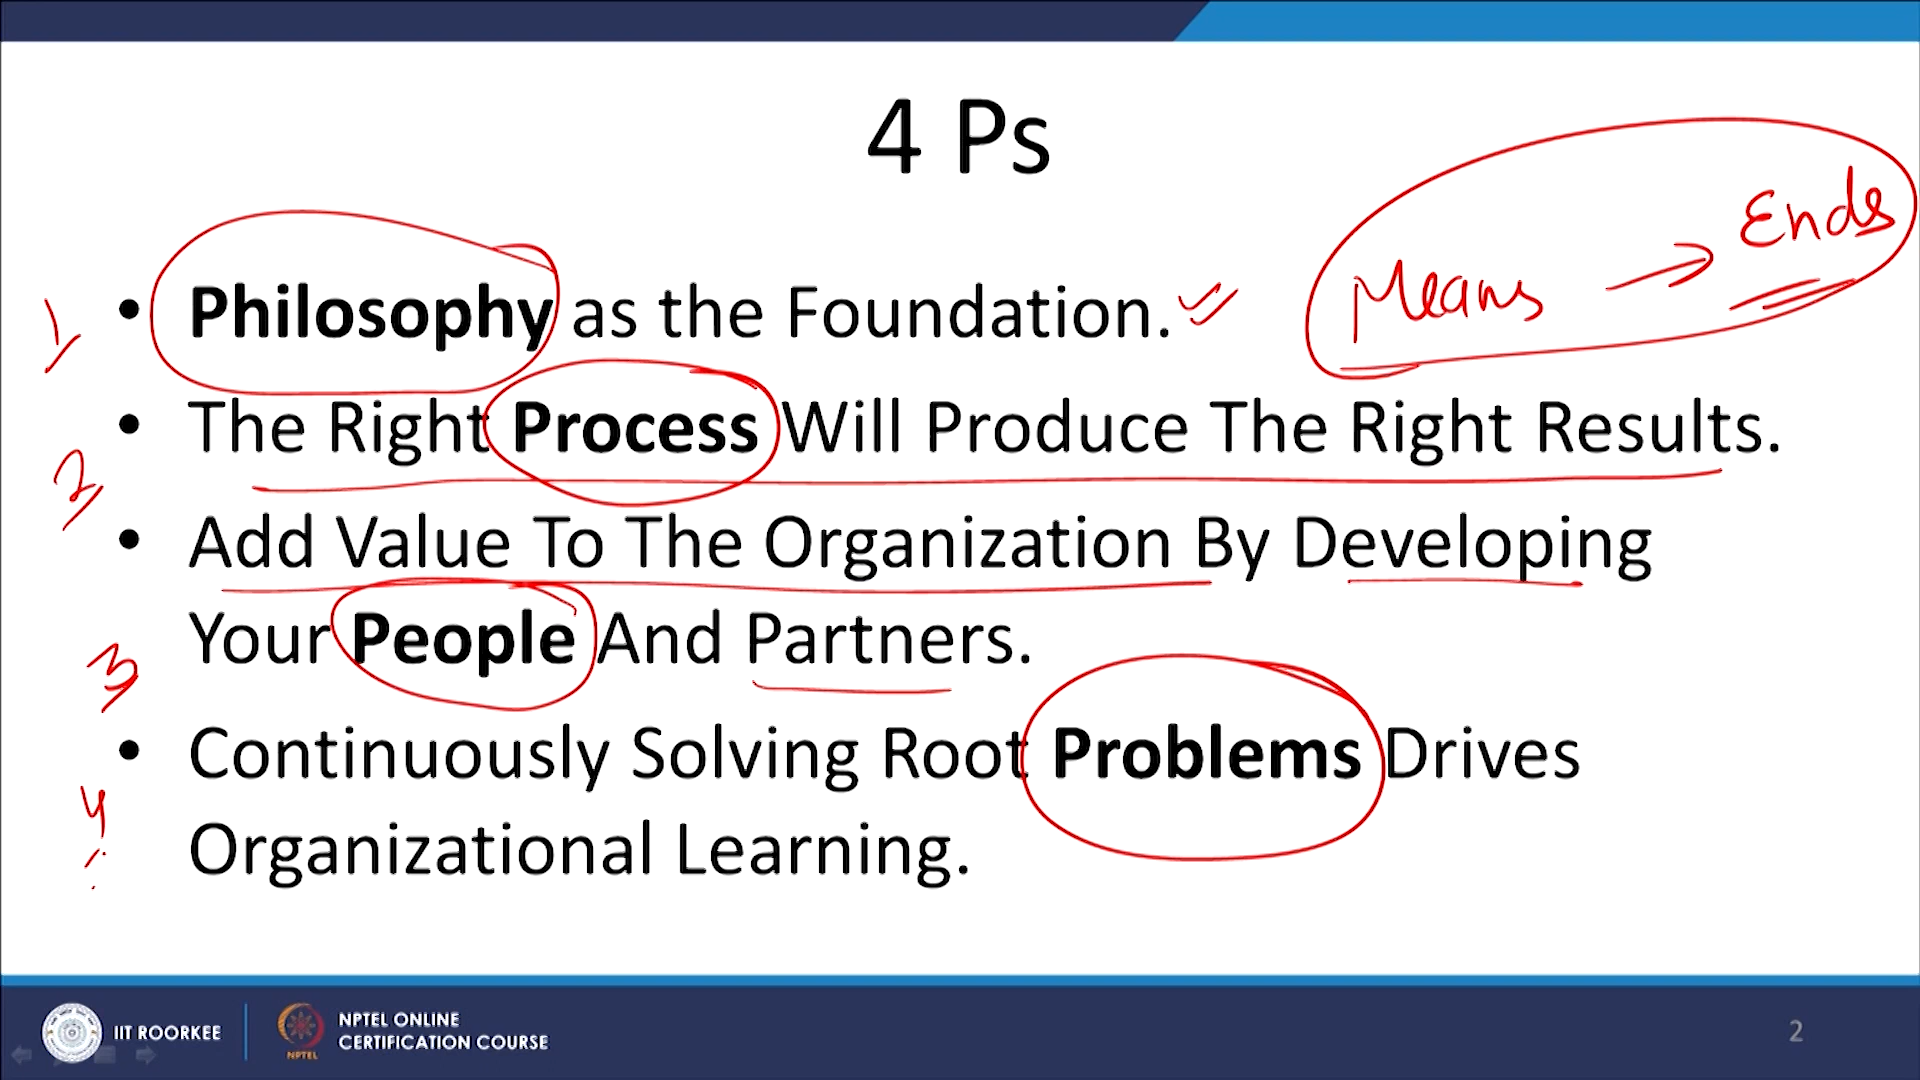 4 Ps
Means → Ends
1 • Philosophy as the Foundation.
2 • The Right Process Will Produce The Right Results.
• Add Value To The Organization By Developing
3 Your People And Partners.
4 • Continuously Solving Root Problems Drives
Organizational Learning.
IIT ROORKEE
NPTEL
NPTEL ONLINE
CERTIFICATION COURSE
2